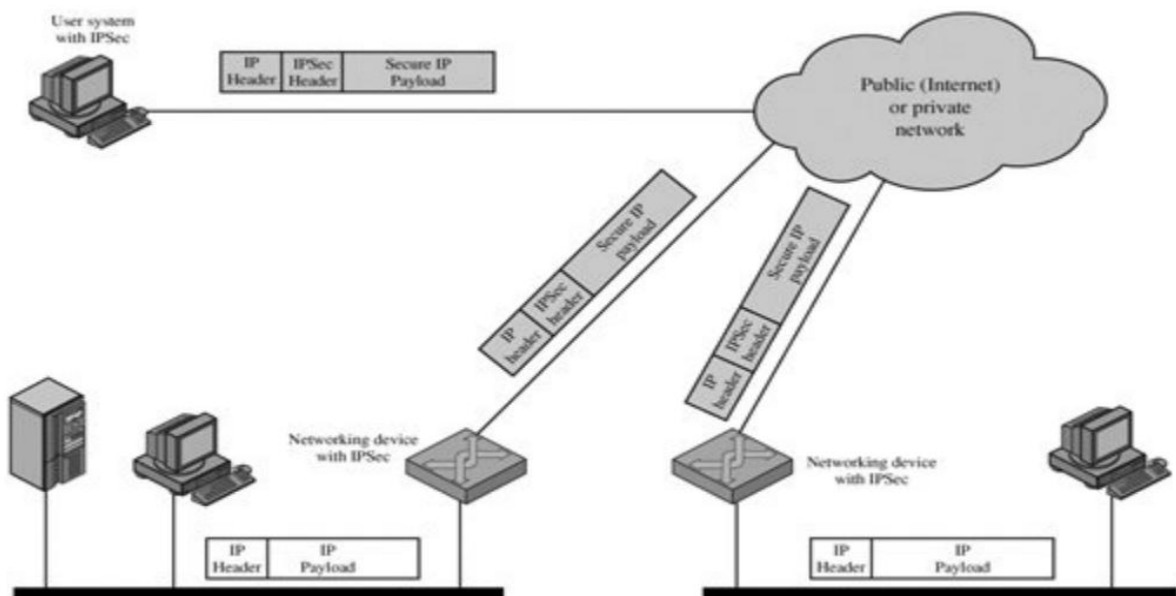 User system
with IPSec
IP
Header
IPSec
Header
Secure IP
Payload
Public (Internet)
or private
network
IP
header
IPSec
header
Secure IP
payload
IP
header
IPSec
header
Secure IP
payload
Networking device
with IPSec
Networking device
with IPSec
IP
Header
IP
Payload
IP
Header
IP
Payload